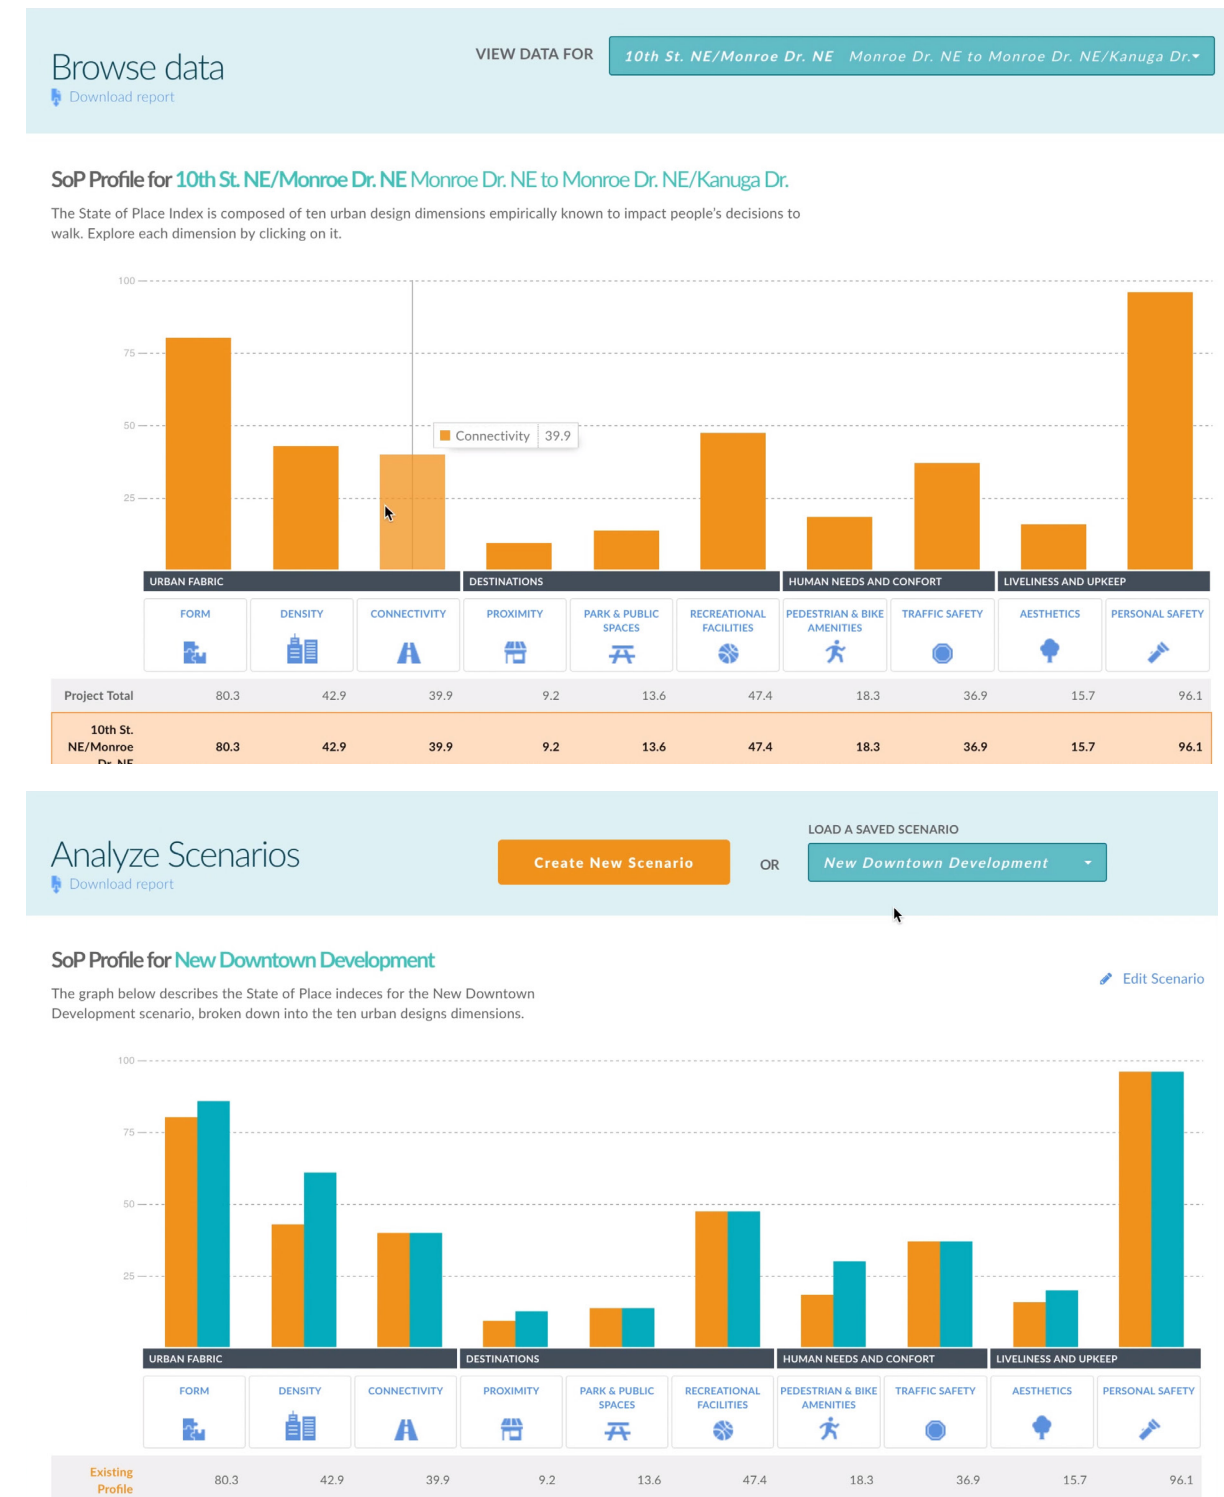 Browse data
Download report
VIEW DATA FOR
10th St. NE/Monroe Dr. NE Monroe Dr. NE to Monroe Dr. NE/Kanuga Dr.
SoP Profile for 10th St. NE/Monroe Dr. NE Monroe Dr. NE to Monroe Dr. NE/Kanuga Dr.
The State of Place Index is composed of ten urban design dimensions empirically known to impact people's decisions to
walk. Explore each dimension by clicking on it.
100
75
50
25
Connectivity 39.9
URBAN FABRIC DESTINATIONS HUMAN NEEDS AND CONFORT LIVELINESS AND UPKEEP
FORM
DENSITY
CONNECTIVITY
PROXIMITY
PARK & PUBLIC
SPACES
RECREATIONAL
FACILITIES
PEDESTRIAN & BIKE
AMENITIES
TRAFFIC SAFETY
AESTHETICS
PERSONAL SAFETY
Project Total 80.3 42.9 39.9 9.2 13.6 47.4 18.3 36.9 15.7 96.1
10th St.
NE/Monroe 80.3 42.9 39.9 9.2 13.6 47.4 18.3 36.9 15.7 96.1
Dr. NE
Analyze Scenarios
Download report
Create New Scenario
OR
LOAD A SAVED SCENARIO
New Downtown Development
SoP Profile for New Downtown Development
Edit Scenario
The graph below describes the State of Place indeces for the New Downtown
Development scenario, broken down into the ten urban designs dimensions.
100
75
50
25
URBAN FABRIC DESTINATIONS HUMAN NEEDS AND CONFORT LIVELINESS AND UPKEEP
FORM
DENSITY
CONNECTIVITY
PROXIMITY
PARK & PUBLIC
SPACES
RECREATIONAL
FACILITIES
PEDESTRIAN & BIKE
AMENITIES
TRAFFIC SAFETY
AESTHETICS
PERSONAL SAFETY
Existing
Profile
80.3 42.9 39.9 9.2 13.6 47.4 18.3 36.9 15.7 96.1